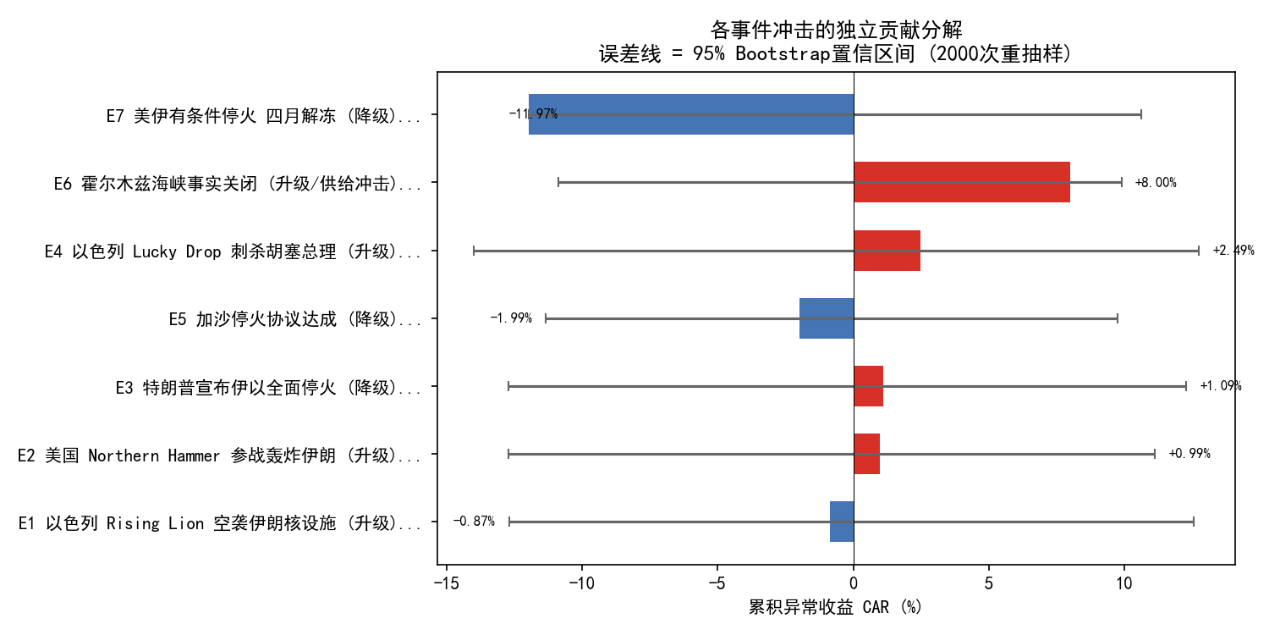 各事件冲击的独立贡献分解
误差线 = 95% Bootstrap置信区间 (2000次重抽样)
E7 美伊有条件停火 四月解冻 (降级)...
-11.97%
E6 霍尔木兹海峡事实关闭 (升级/供给冲击)...
+8.00%
E4 以色列 Lucky Drop 刺杀胡塞总理 (升级)...
+2.49%
E5 加沙停火协议达成 (降级)...
-1.99%
E3 特朗普宣布伊以全面停火 (降级)...
+1.09%
E2 美国 Northern Hammer 参战轰炸伊朗 (升级)...
+0.99%
E1 以色列 Rising Lion 空袭伊朗核设施 (升级)...
-0.87%
-15 -10 -5 0 5 10
累积异常收益 CAR (%)